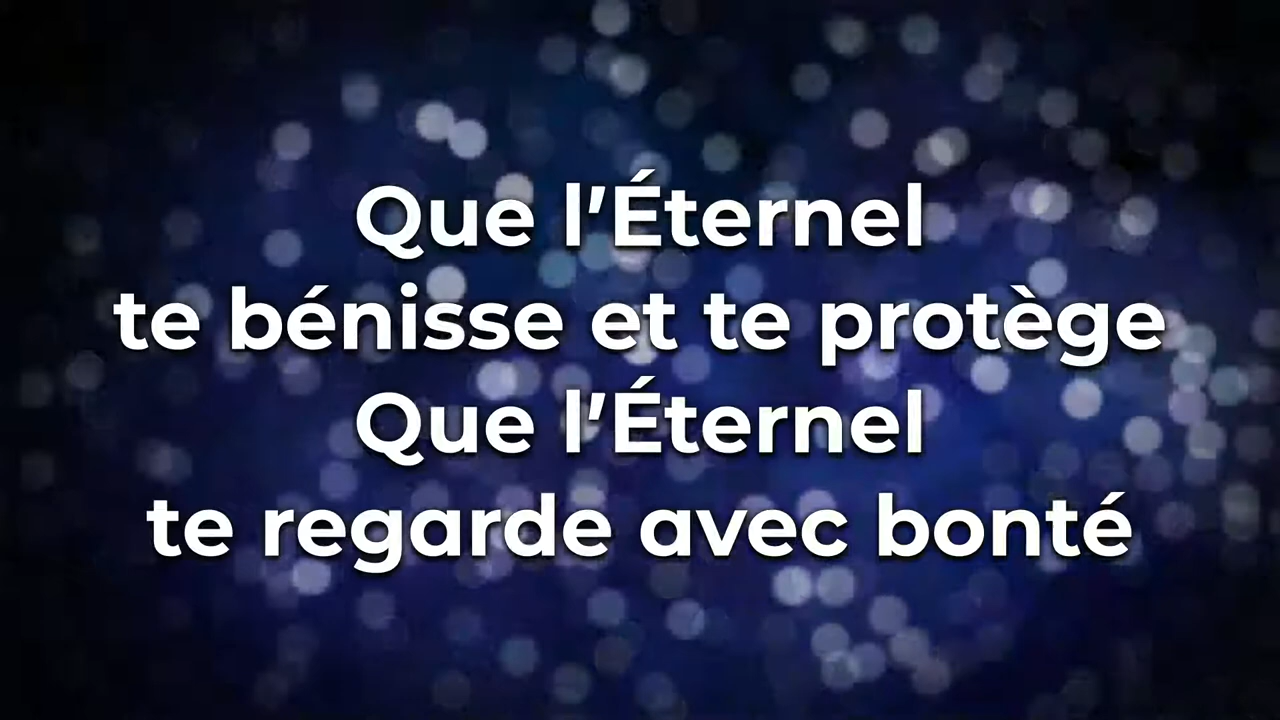 Que l'Éternel
te bénisse et te protège
Que l'Éternel
te regarde avec bonté